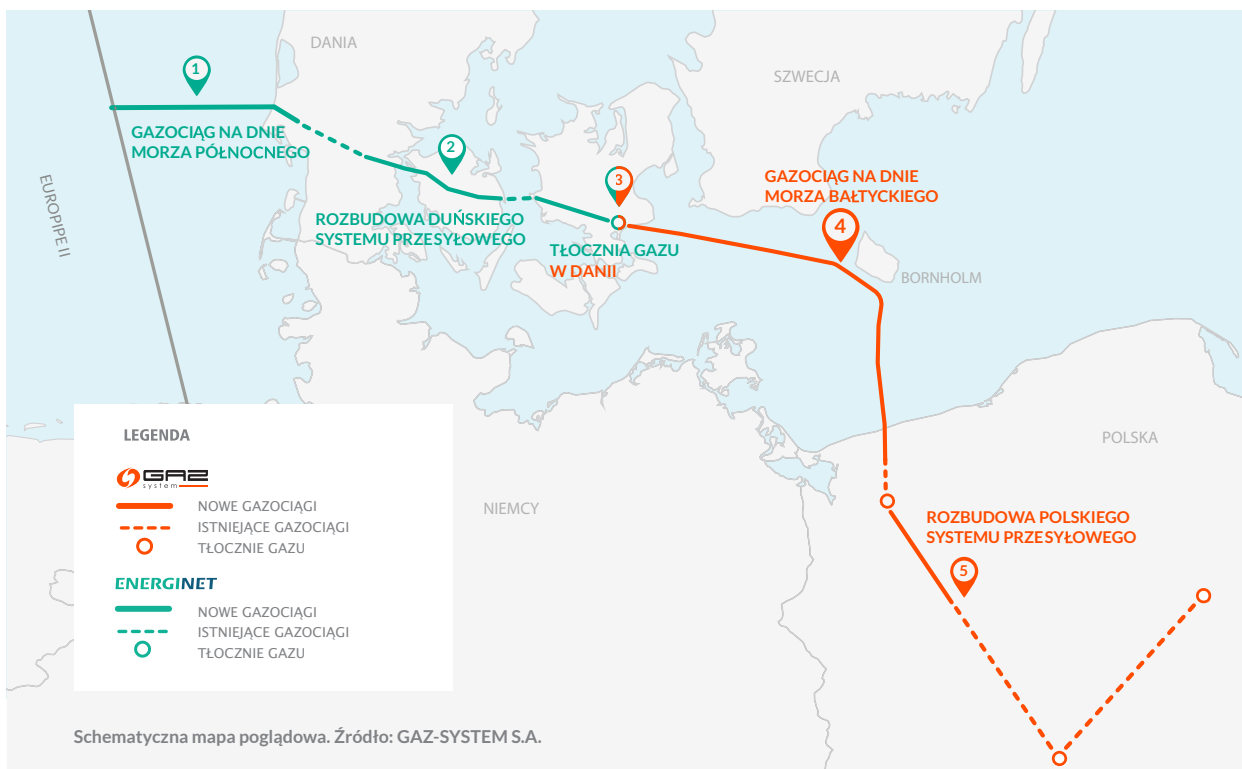 DANIA
SZWECJA
1
GAZOCIĄG NA DNIE
MORZA PÓŁNOCNEGO
EUROPIPE II
2
ROZBUDOWA DUŃSKIEGO
SYSTEMU PRZESYŁOWEGO
3
TŁOCZNIA GAZU
W DANII
GAZOCIĄG NA DNIE
MORZA BAŁTYCKIEGO
4
BORNHOLM
POLSKA
NIEMCY
ROZBUDOWA POLSKIEGO
SYSTEMU PRZESYŁOWEGO
5
LEGENDA
GAZ
system
NOWE GAZOCIĄGI
ISTNIEJĄCE GAZOCIĄGI
TŁOCZNIE GAZU
ENERGINET
NOWE GAZOCIĄGI
ISTNIEJĄCE GAZOCIĄGI
TŁOCZNIE GAZU
Schematyczna mapa poglądowa. Źródło: GAZ-SYSTEM S.A.